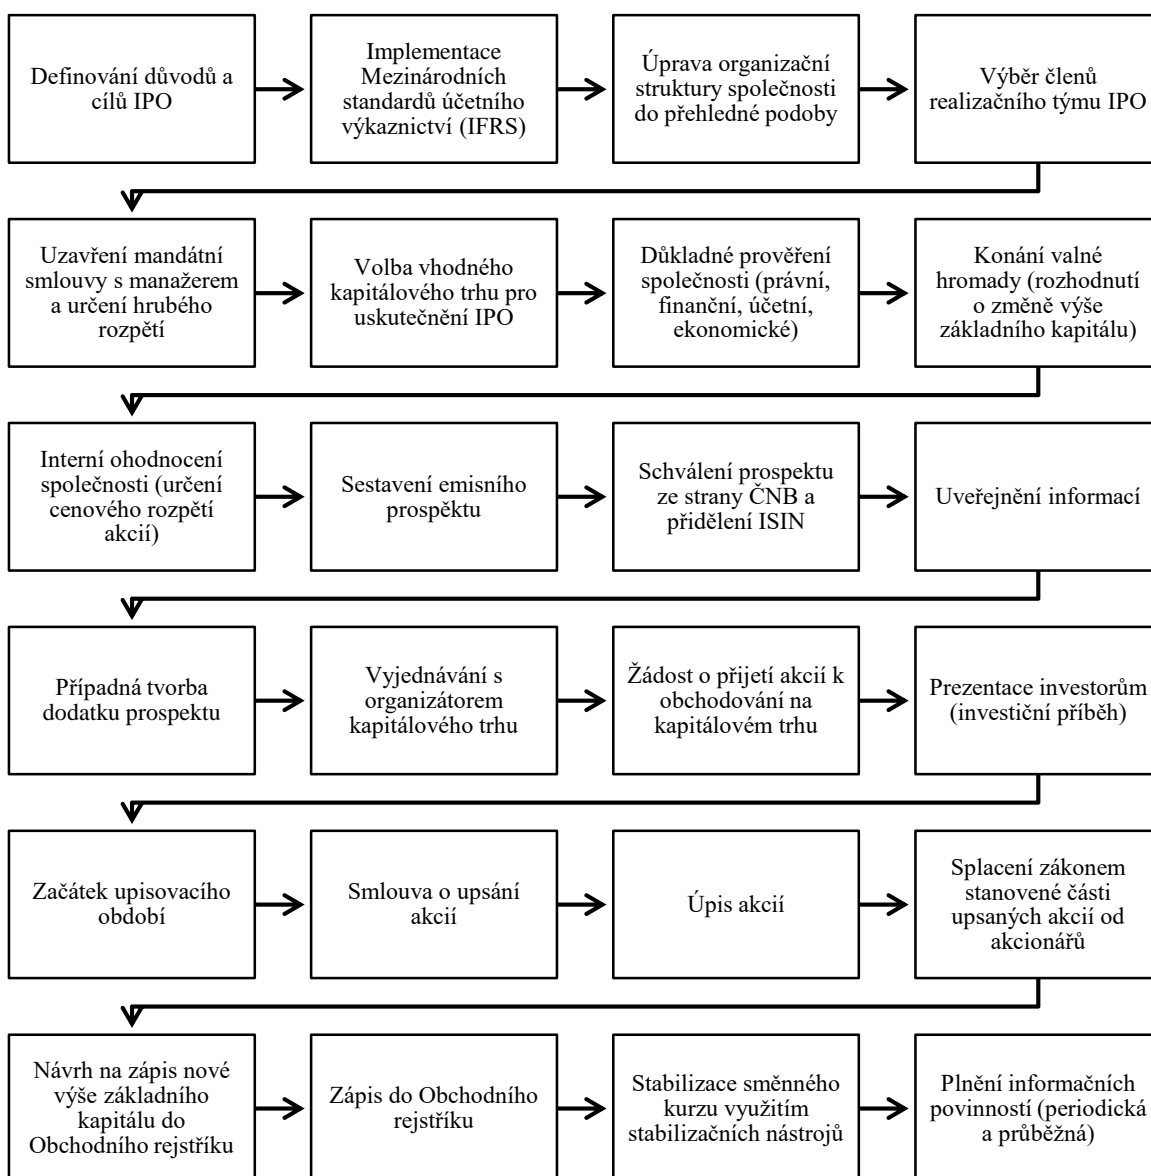 Definování důvodů a
cílů IPO
Implementace
Mezinárodních
standardů účetního
výkaznictví (IFRS)
Úprava organizační
struktury společnosti
do přehledné podoby
Výběr členů
realizačního týmu IPO
Uzavření mandátní
smlouvy s manažerem
a určení hrubého
rozpětí
Volba vhodného
kapitálového trhu pro
uskutečnění IPO
Důkladné prověření
společnosti (právní,
finanční, účetní,
ekonomické)
Konání valné
hromady (rozhodnutí
o změně výše
základního kapitálu)
Interní ohodnocení
společnosti (určení
cenového rozpětí
akcií)
Sestavení emisního
prospěktu
Schválení prospektu
ze strany ČNB a
přidělení ISIN
Uveřejnění informací
Případná tvorba
dodatku prospektu
Vyjednávání s
organizátorem
kapitálového trhu
Žádost o přijetí akcií k
obchodování na
kapitálovém trhu
Prezentace investorům
(investiční příběh)
Začátek upisovacího
období
Smlouva o upsání
akcií
Úpis akcií
Splacení zákonem
stanovené části
upsaných akcií od
akcionářů
Návrh na zápis nové
výše základního
kapitálu do
Obchodního rejstříku
Zápis do Obchodního
rejstříku
Stabilizace směnného
kurzu využitím
stabilizačních nástrojů
Plnění informačních
povinností (periodická
a průběžná)